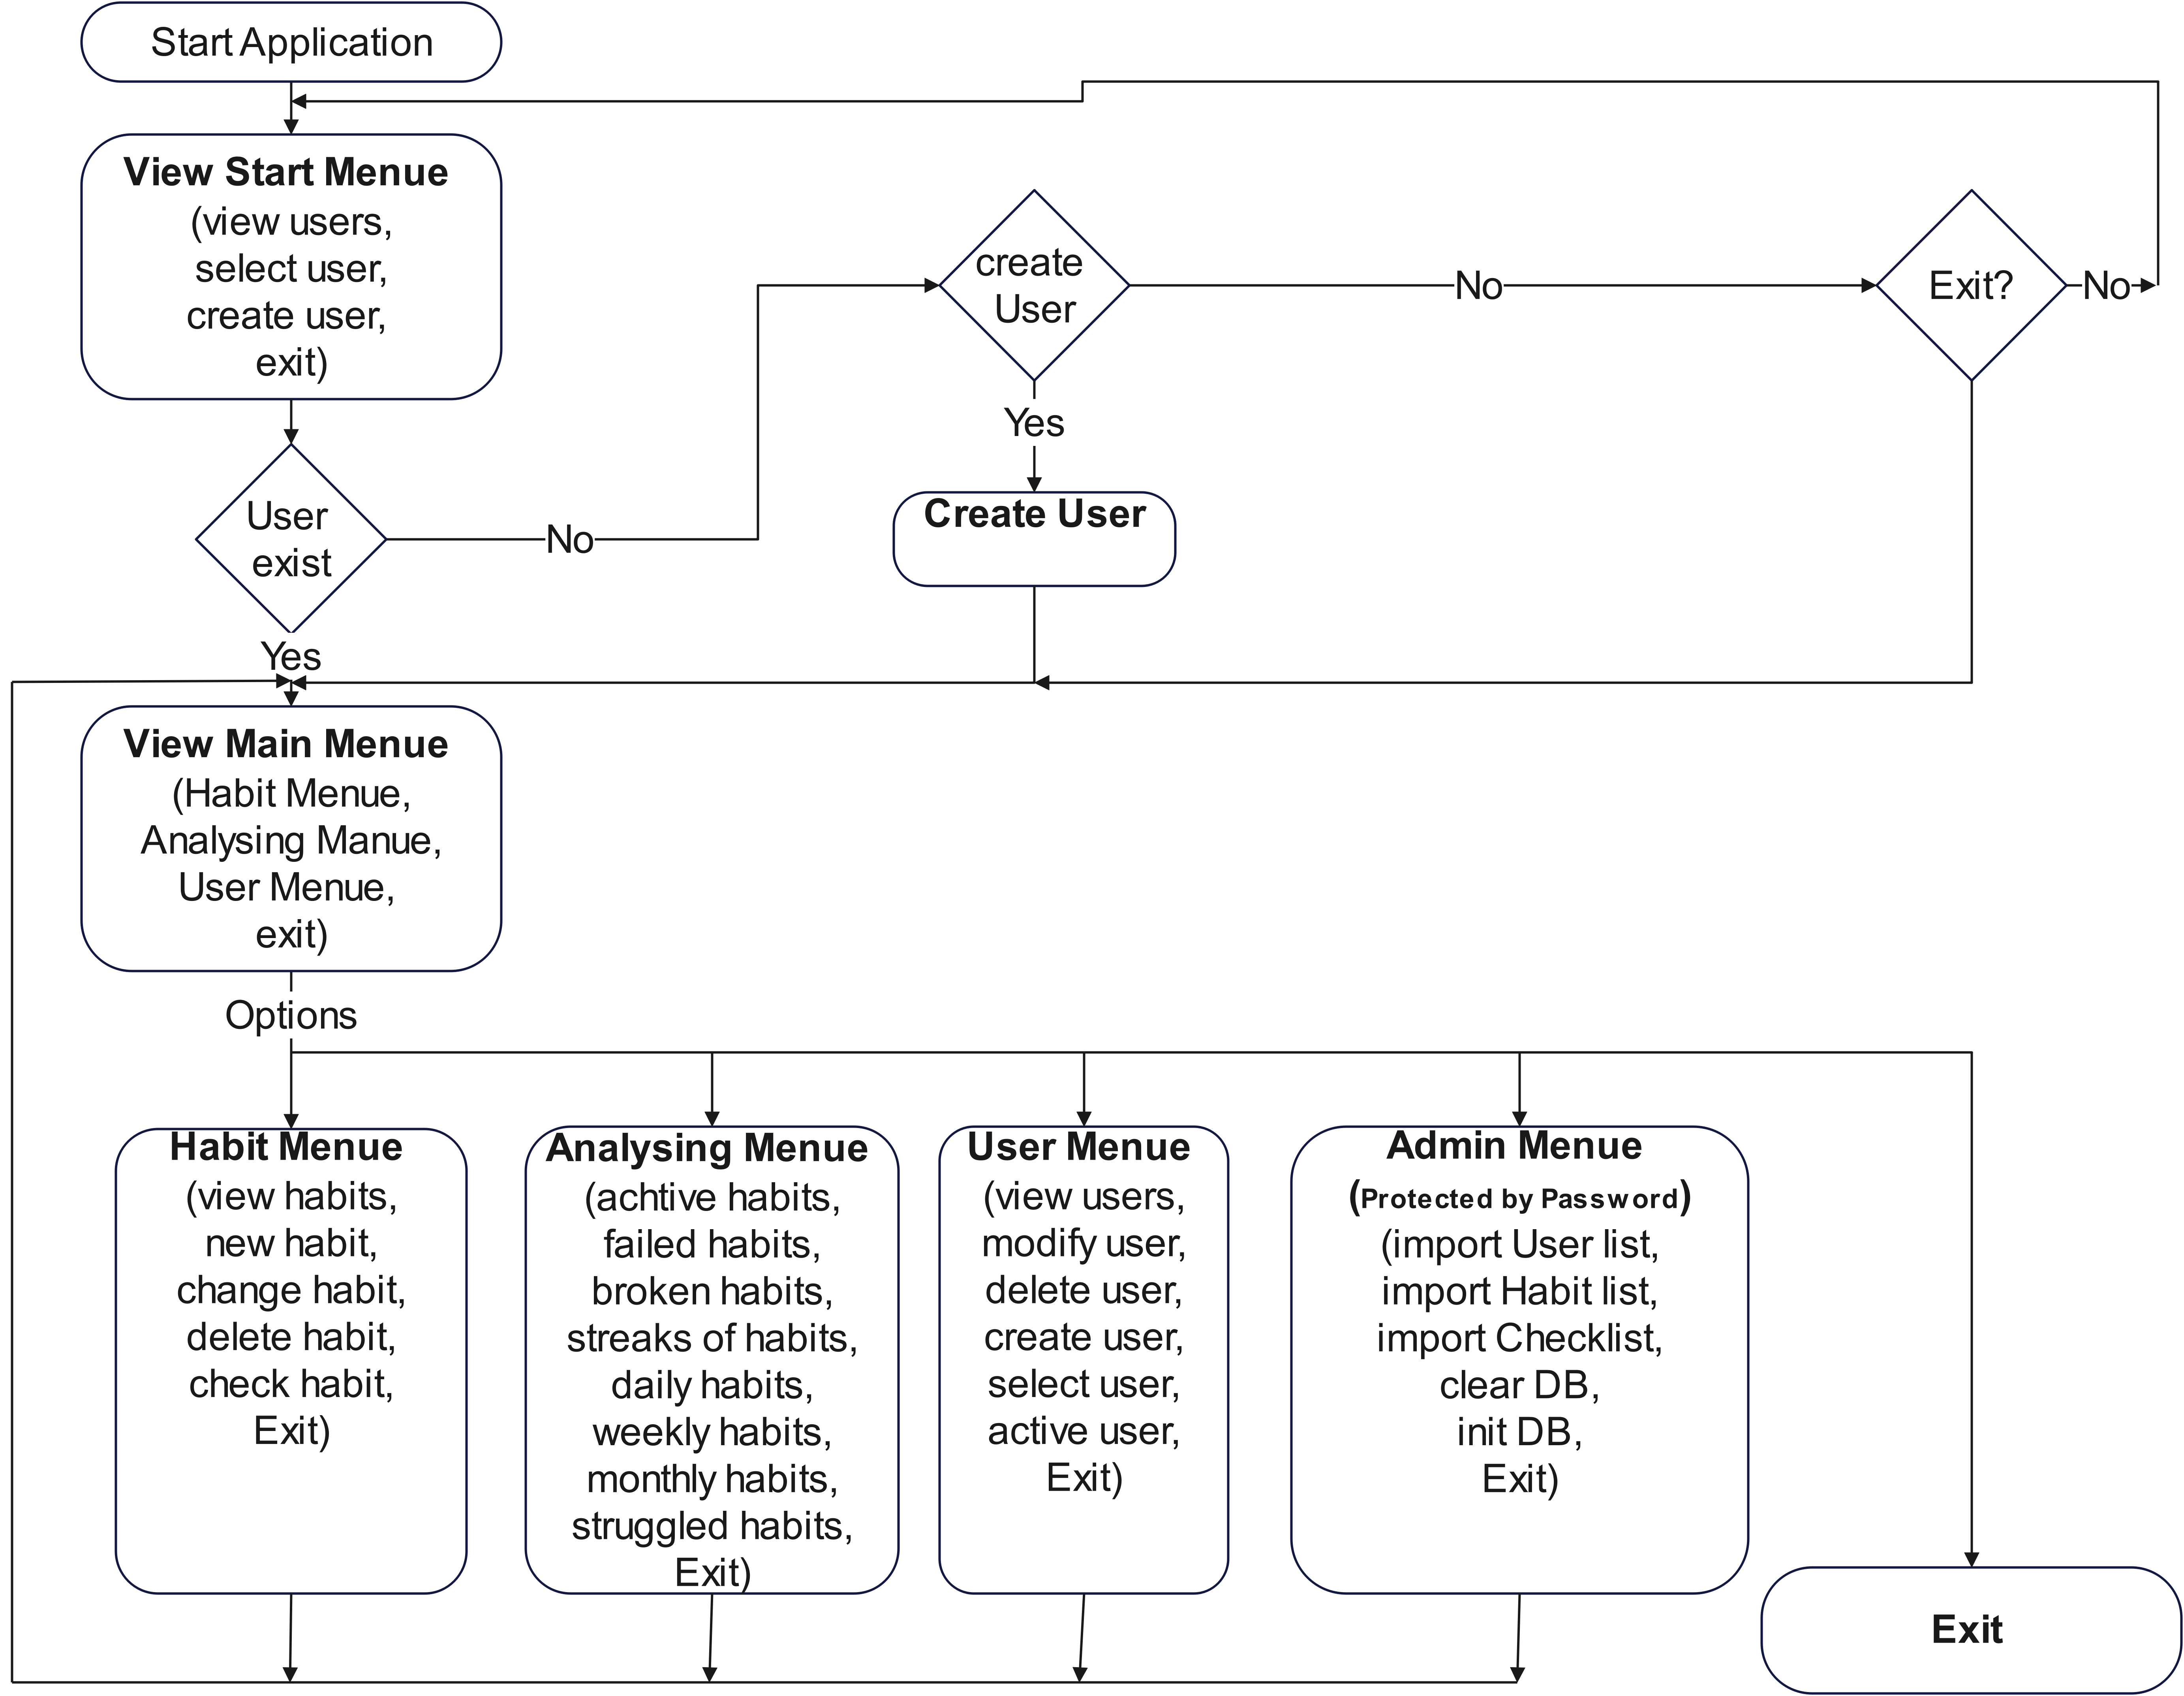 Start Application
View Start Menue
(view users,
select user,
create user,
exit)
create
User
No
Exit?
No
Yes
User
exist
No
Create User
Yes
View Main Menue
(Habit Menue,
Analysing Manue,
User Menue,
exit)
Options
Habit Menue
(view habits,
new habit,
change habit,
delete habit,
check habit,
Exit)
Analysing Menue
(achtive habits,
failed habits,
broken habits,
streaks of habits,
daily habits,
weekly habits,
monthly habits,
struggled habits,
Exit)
User Menue
(view users,
modify user,
delete user,
create user,
select user,
active user,
Exit)
Admin Menue
(Protected by Password)
(import User list,
import Habit list,
import Checklist,
clear DB,
init DB,
Exit)
Exit